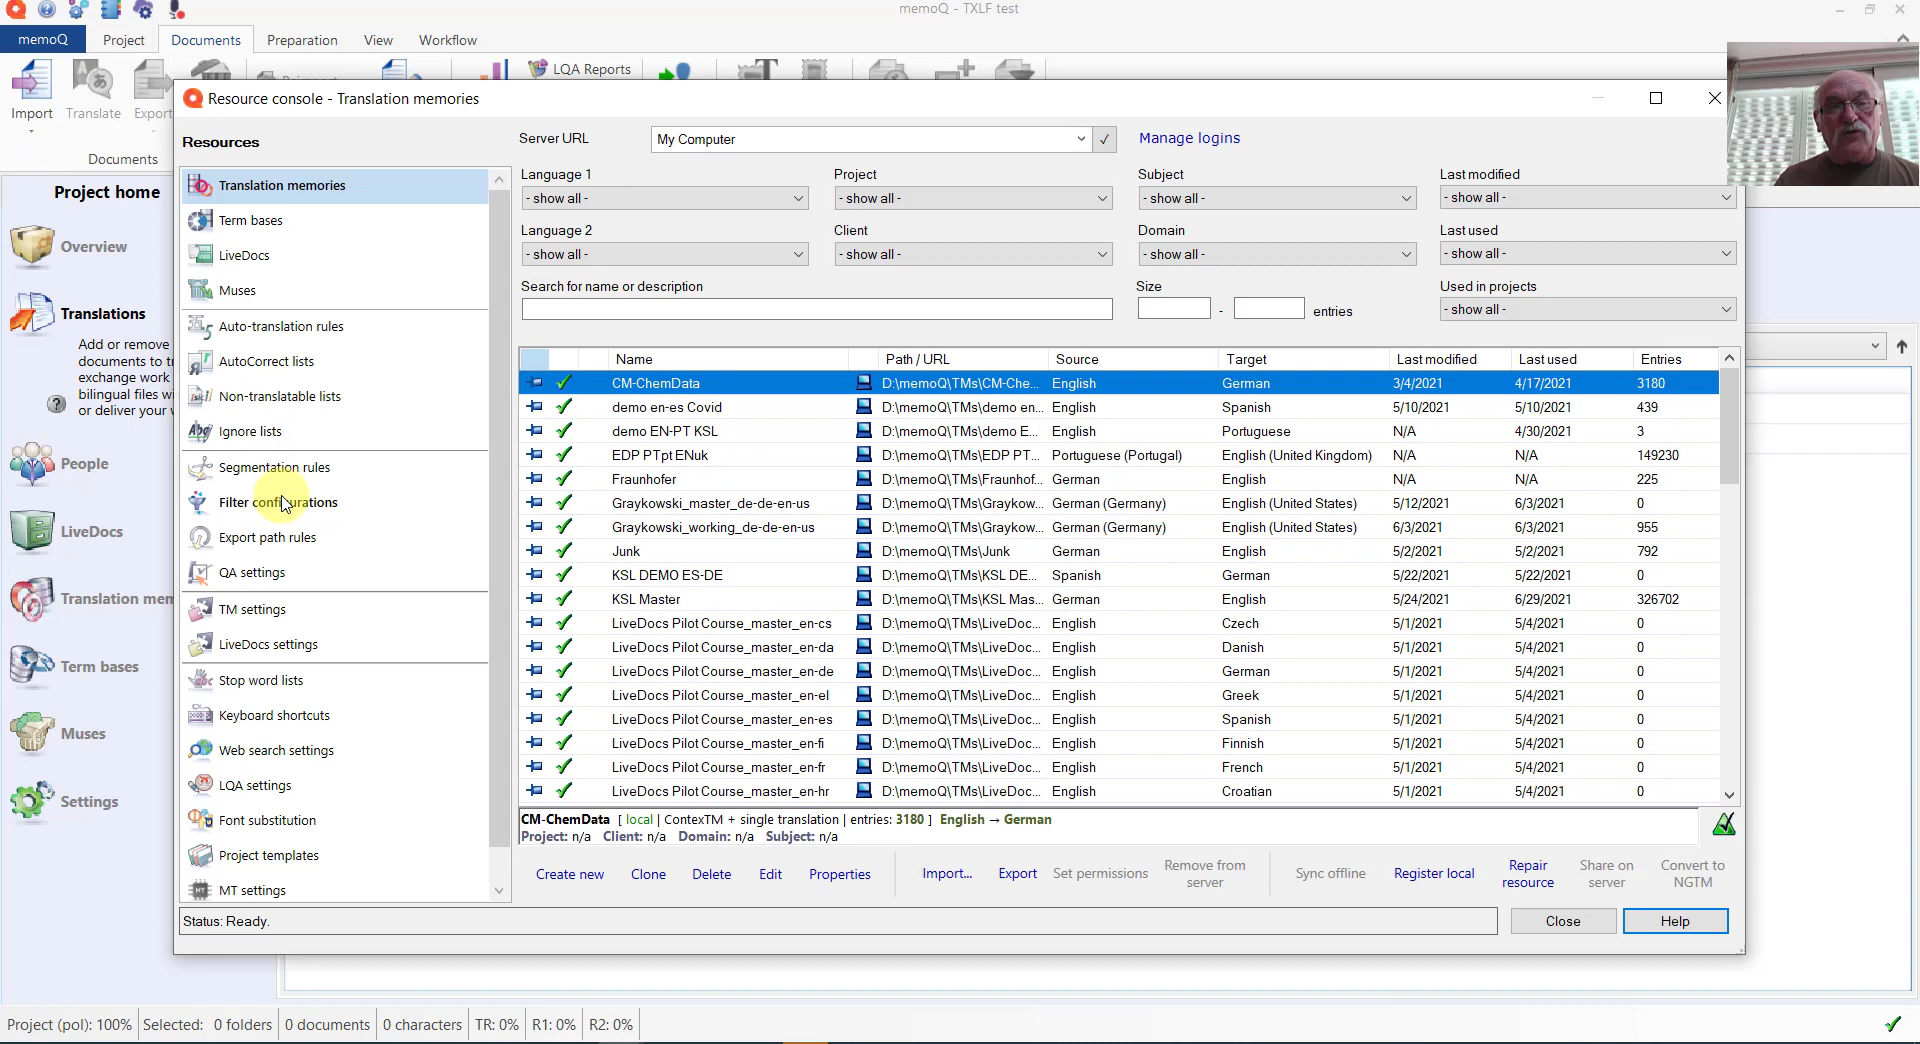 memoQ - TXLF test
memoQ
Project
Documents
Preparation
View
Workflow
Import
Translate
Export
LQA Reports
Documents
Project home
Overview
Translations
Add or remove
documents to tr
exchange work
bilingual files wi
or deliver your
People
LiveDocs
Translation mem
Term bases
Muses
Settings
Resource console - Translation memories
Resources
Translation memories
Term bases
LiveDocs
Muses
Auto-translation rules
AutoCorrect lists
Non-translatable lists
Ignore lists
Segmentation rules
Filter configurations
Export path rules
QA settings
TM settings
LiveDocs settings
Stop word lists
Keyboard shortcuts
Web search settings
LQA settings
Font substitution
Project templates
MT settings
Server URL My Computer Manage logins
Language 1 Project Subject Last modified
- show all - - show all - - show all - - show all -
Language 2 Client Domain Last used
- show all - - show all - - show all - - show all -
Search for name or description Size Used in projects
- entries - show all -
Name Path / URL Source Target Last modified Last used Entries
CM-ChemData D:\memoQ\TMs\CM-Che... English German 3/4/2021 4/17/2021 3180
demo en-es Covid D:\memoQ\TMs\demo en... English Spanish 5/10/2021 5/10/2021 439
demo EN-PT KSL D:\memoQ\TMs\demo E... English Portuguese N/A 4/30/2021 3
EDP PTpt ENuk D:\memoQ\TMs\EDP PT... Portuguese (Portugal) English (United Kingdom) N/A N/A 149230
Fraunhofer D:\memoQ\TMs\Fraunhof... German English N/A N/A 225
Graykowski_master_de-de-en-us D:\memoQ\TMs\Graykow... German (Germany) English (United States) 5/12/2021 6/3/2021 0
Graykowski_working_de-de-en-us D:\memoQ\TMs\Graykow... German (Germany) English (United States) 6/3/2021 6/3/2021 955
Junk D:\memoQ\TMs\Junk German English 5/2/2021 5/2/2021 792
KSL DEMO ES-DE D:\memoQ\TMs\KSL DE... Spanish German 5/22/2021 5/22/2021 0
KSL Master D:\memoQ\TMs\KSL Mas... German English 5/24/2021 6/29/2021 326702
LiveDocs Pilot Course_master_en-cs D:\memoQ\TMs\LiveDoc... English Czech 5/1/2021 5/4/2021 0
LiveDocs Pilot Course_master_en-da D:\memoQ\TMs\LiveDoc... English Danish 5/1/2021 5/4/2021 0
LiveDocs Pilot Course_master_en-de D:\memoQ\TMs\LiveDoc... English German 5/1/2021 5/4/2021 0
LiveDocs Pilot Course_master_en-el D:\memoQ\TMs\LiveDoc... English Greek 5/1/2021 5/4/2021 0
LiveDocs Pilot Course_master_en-es D:\memoQ\TMs\LiveDoc... English Spanish 5/1/2021 5/4/2021 0
LiveDocs Pilot Course_master_en-fi D:\memoQ\TMs\LiveDoc... English Finnish 5/1/2021 5/4/2021 0
LiveDocs Pilot Course_master_en-fr D:\memoQ\TMs\LiveDoc... English French 5/1/2021 5/4/2021 0
LiveDocs Pilot Course_master_en-hr D:\memoQ\TMs\LiveDoc... English Croatian 5/1/2021 5/4/2021 0
CM-ChemData [ local | ContexTM + single translation | entries: 3180 ] English → German
Project: n/a Client: n/a Domain: n/a Subject: n/a
Create new Clone Delete Edit Properties Import... Export Set permissions Remove from server Sync offline Register local Repair resource Share on server Convert to NGTM
Status: Ready.
Close
Help
Project (pol): 100% Selected: 0 folders 0 documents 0 characters TR: 0% R1: 0% R2: 0%